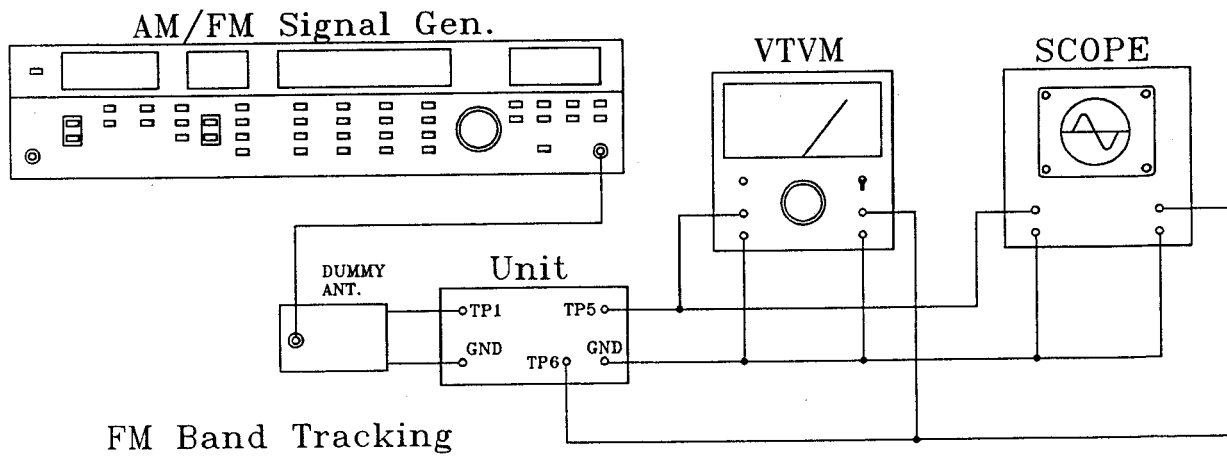 AM/FM Signal Gen.
VTVM
SCOPE
DUMMY
ANT.
Unit
TP1
TP5
GND
TP6
GND
FM Band Tracking